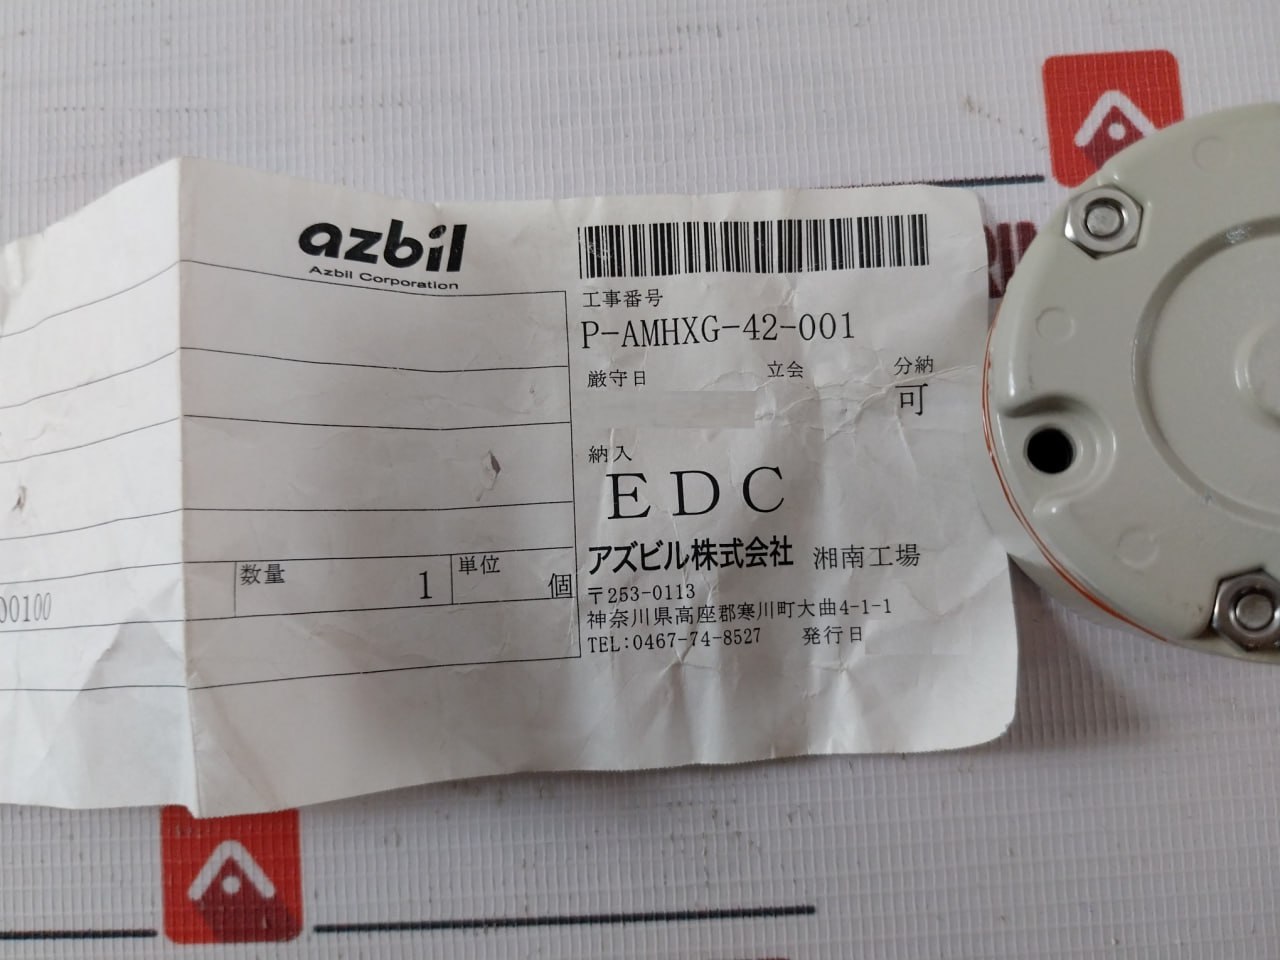 azbil
Azbil Corporation
工事番号
P-AMHXG-42-001
厳守日 立会 分納
可
納入
EDC
アズビル株式会社 湘南工場
〒253-0113
神奈川県高座郡寒川町大曲4-1-1
TEL:0467-74-8527 発行日
数量 1 単位 個
00100